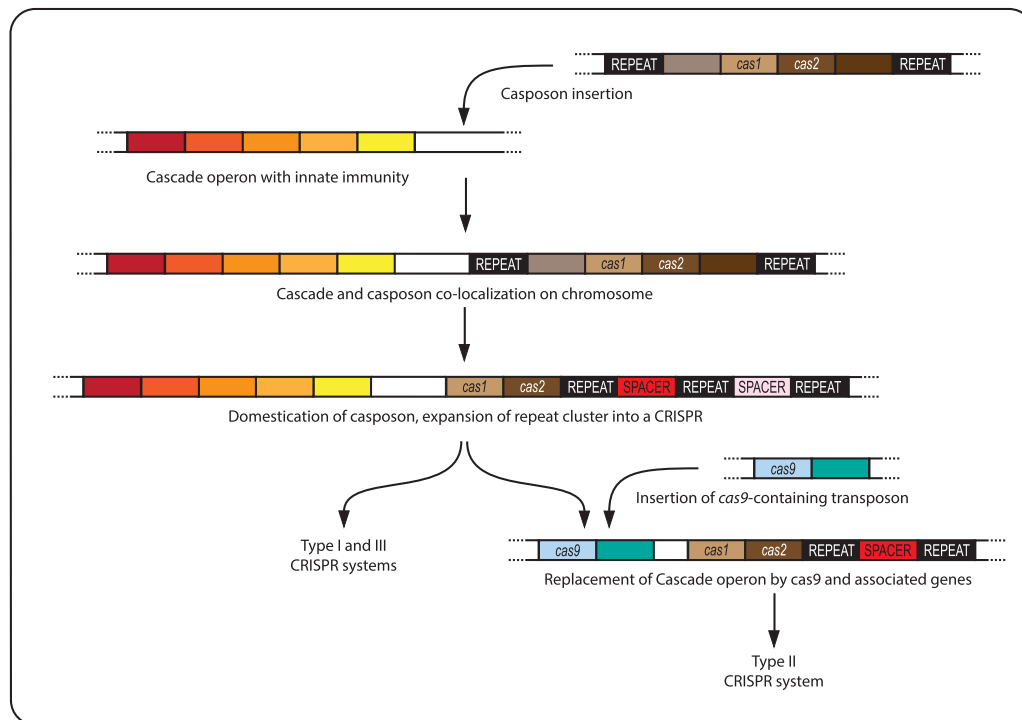 REPEAT cas1 cas2 REPEAT
Casposon insertion
Cascade operon with innate immunity
REPEAT cas1 cas2 REPEAT
Cascade and casposon co-localization on chromosome
cas1 cas2 REPEAT SPACER REPEAT SPACER REPEAT
Domestication of casposon, expansion of repeat cluster into a CRISPR
cas9
Insertion of cas9-containing transposon
Type I and III
CRISPR systems
cas9 cas1 cas2 REPEAT SPACER REPEAT
Replacement of Cascade operon by cas9 and associated genes
Type II
CRISPR system